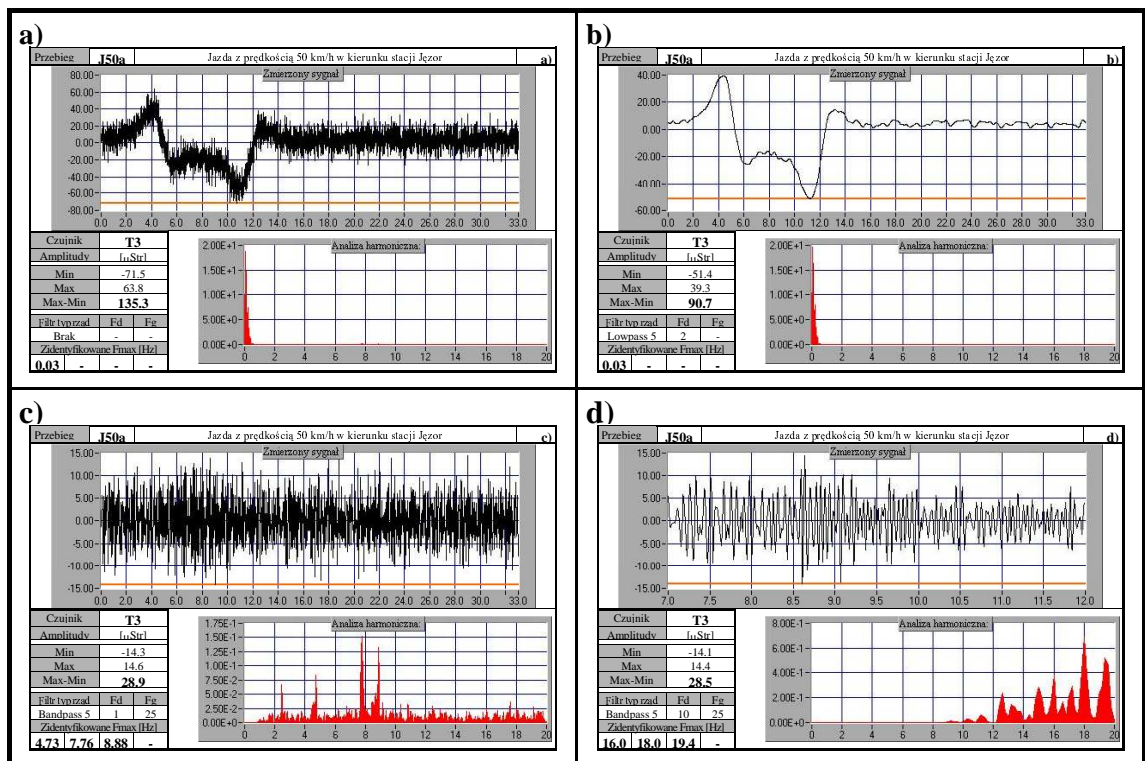 a)
Przebieg J50a Jazda z prędkością 50 km/h w kierunku stacji Jęzor a)
Zmierzony sygnał
80.00
60.00
40.00
20.00
0.00
-20.00
-40.00
-60.00
-80.00
0.0 2.0 4.0 6.0 8.0 10.0 12.0 14.0 16.0 18.0 20.0 22.0 24.0 26.0 28.0 30.0 33.0
Czujnik T3
Amplitudy [µStr]
Min -71.5
Max 63.8
Max-Min 135.3
Filtr typ rząd Fd Fg
Brak - -
Zidentyfikowane Fmax [Hz]
0.03 - - -
Analiza harmoniczna:
2.00E+1
1.50E+1
1.00E+1
5.00E+0
0.00E+0
0 2 4 6 8 10 12 14 16 18 20
b)
Przebieg J50a Jazda z prędkością 50 km/h w kierunku stacji Jęzor b)
Zmierzony sygnał
40.00
20.00
0.00
-20.00
-40.00
-60.00
0.0 2.0 4.0 6.0 8.0 10.0 12.0 14.0 16.0 18.0 20.0 22.0 24.0 26.0 28.0 30.0 33.0
Czujnik T3
Amplitudy [µStr]
Min -51.4
Max 39.3
Max-Min 90.7
Filtr typ rząd Fd Fg
Lowpass 5 2 -
Zidentyfikowane Fmax [Hz]
0.03 - - -
Analiza harmoniczna:
2.00E+1
1.50E+1
1.00E+1
5.00E+0
0.00E+0
0 2 4 6 8 10 12 14 16 18 20
c)
Przebieg J50a Jazda z prędkością 50 km/h w kierunku stacji Jęzor c)
Zmierzony sygnał
15.00
10.00
5.00
0.00
-5.00
-10.00
-15.00
0.0 2.0 4.0 6.0 8.0 10.0 12.0 14.0 16.0 18.0 20.0 22.0 24.0 26.0 28.0 30.0 33.0
Czujnik T3
Amplitudy [µStr]
Min -14.3
Max 14.6
Max-Min 28.9
Filtr typ rząd Fd Fg
Bandpass 5 1 25
Zidentyfikowane Fmax [Hz]
4.73 7.76 8.88 -
Analiza harmoniczna:
1.75E-1
1.50E-1
1.25E-1
1.00E-1
7.50E-2
5.00E-2
2.50E-2
0.00E+0
0 2 4 6 8 10 12 14 16 18 20
d)
Przebieg J50a Jazda z prędkością 50 km/h w kierunku stacji Jęzor d)
Zmierzony sygnał
15.00
10.00
5.00
0.00
-5.00
-10.00
-15.00
7.0 7.5 8.0 8.5 9.0 9.5 10.0 10.5 11.0 11.5 12.0
Czujnik T3
Amplitudy [µStr]
Min -14.1
Max 14.4
Max-Min 28.5
Filtr typ rząd Fd Fg
Bandpass 5 10 25
Zidentyfikowane Fmax [Hz]
16.0 18.0 19.4 -
Analiza harmoniczna:
8.00E-1
6.00E-1
4.00E-1
2.00E-1
0.00E+0
0 2 4 6 8 10 12 14 16 18 20